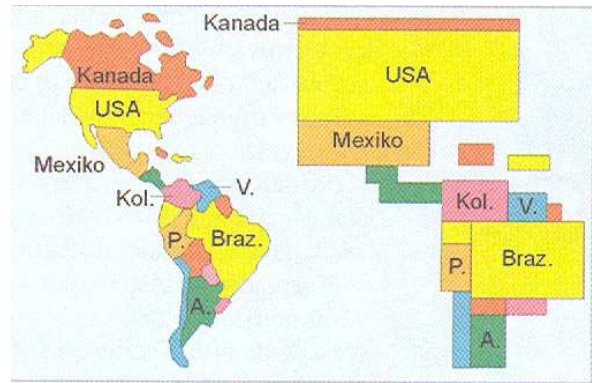 Kanada
USA
Mexiko
Kol.
V.
P.
Braz.
A.
Kanada
USA
Mexiko
Kol.
V.
P.
Braz.
A.